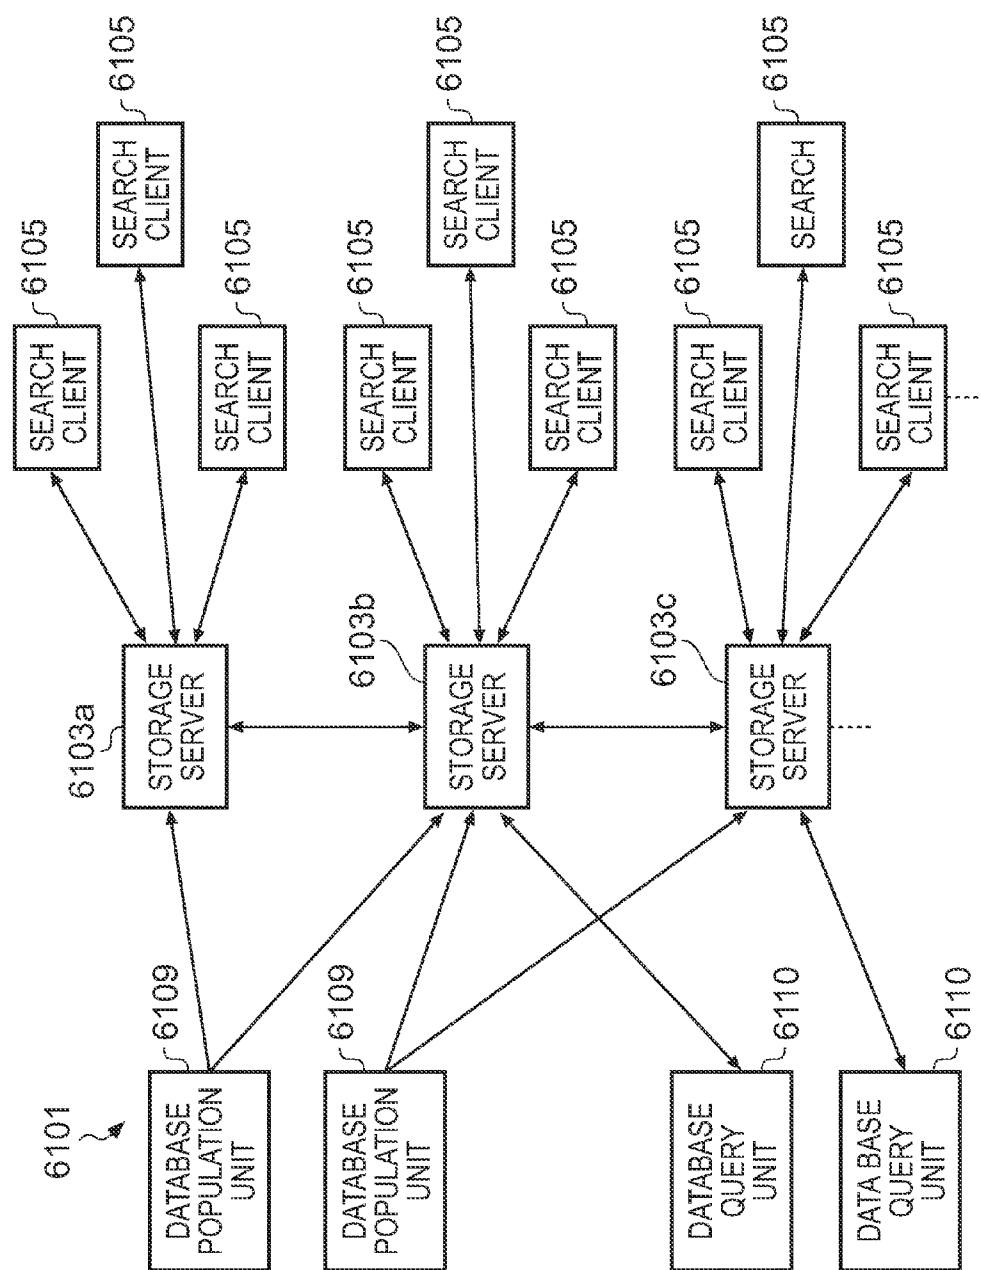 6101
DATABASE
POPULATION
UNIT
6109
DATABASE
POPULATION
UNIT
6109
DATABASE
QUERY
UNIT
6110
DATA BASE
QUERY
UNIT
6110
STORAGE
SERVER
6103a
STORAGE
SERVER
6103b
STORAGE
SERVER
6103c
SEARCH
CLIENT
6105
SEARCH
CLIENT
6105
SEARCH
CLIENT
6105
SEARCH
CLIENT
6105
SEARCH
CLIENT
6105
SEARCH
CLIENT
6105
SEARCH
CLIENT
6105
SEARCH
6105
SEARCH
CLIENT
6105